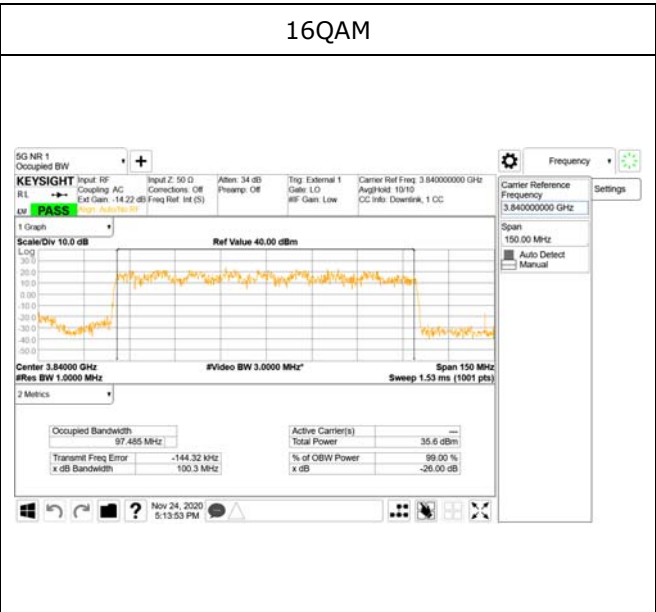 16QAM
5G NR 1
Occupied BW
Frequency
KEYSIGHT
Input: RF
Input Z: 50 Ω
Atten: 34 dB
Trig: External 1
Carrier Ref Freq: 3.840000000 GHz
R L
Coupling: AC
Corrections: Off
Preamp: Off
Gate: LO
Avg|Hold: 10/10
Ext Gain: -14.22 dB
Freq Ref: Int (S)
#IF Gain: Low
CC Info: Downlink, 1 CC
PASS
Align: Auto/No RF
Carrier Reference
Frequency
3.840000000 GHz
Settings
Span
150.00 MHz
Auto Detect
Manual
1 Graph
Scale/Div 10.0 dB
Ref Value 40.00 dBm
Log
30.0
20.0
10.0
0.00
-10.0
-20.0
-30.0
-40.0
-50.0
Center 3.84000 GHz
#Video BW 3.0000 MHz*
Span 150 MHz
#Res BW 1.0000 MHz
Sweep 1.53 ms (1001 pts)
2 Metrics
Occupied Bandwidth
97.485 MHz
Active Carrier(s)
---
Total Power
35.6 dBm
Transmit Freq Error
-144.32 kHz
% of OBW Power
99.00 %
x dB Bandwidth
100.3 MHz
x dB
-26.00 dB
?
Nov 24, 2020
5:13:53 PM